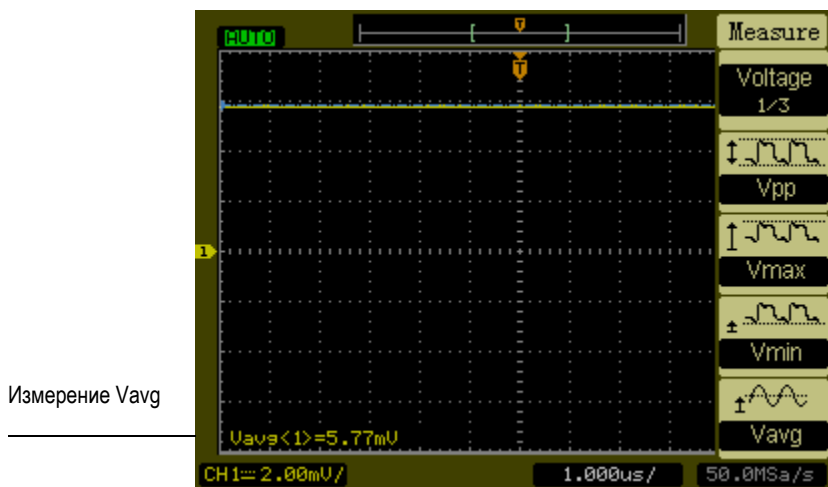 AUTO
T
Measure
Voltage
1/3
T
Vpp
Vmax
1
Vmin
Измерение Vavg
Vavg<1>=5.77mV
Vavg
CH1⎓2.00mV/
1.000us/
50.0MSa/s